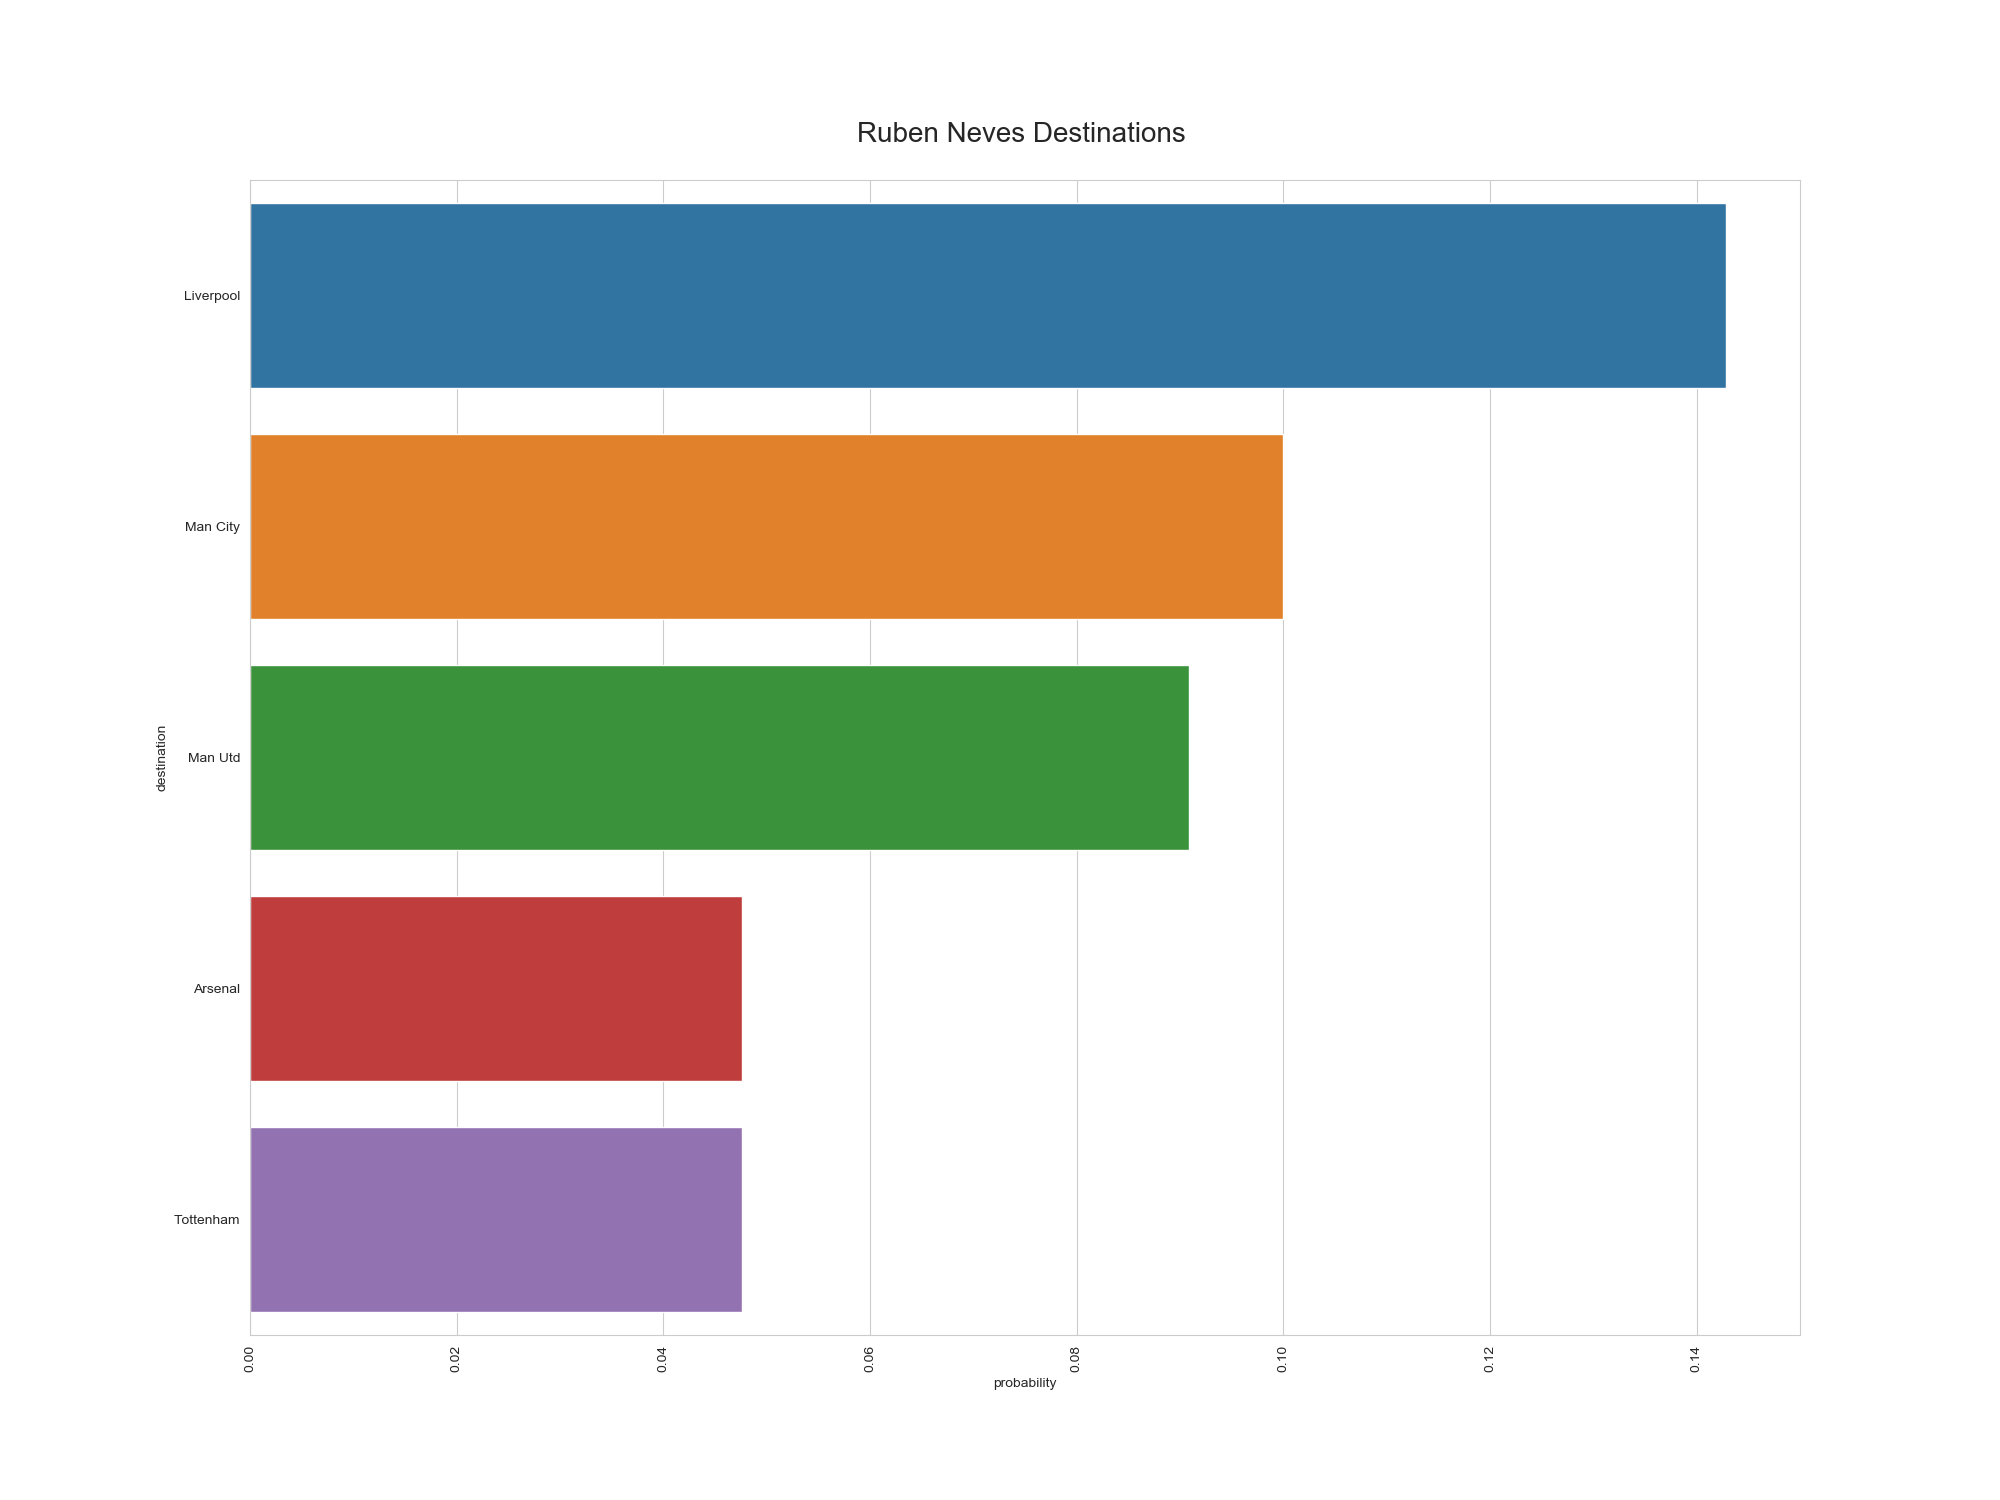 Ruben Neves Destinations
destination
Liverpool
Man City
Man Utd
Arsenal
Tottenham
0.00
0.02
0.04
0.06
0.08
0.10
0.12
0.14
probability